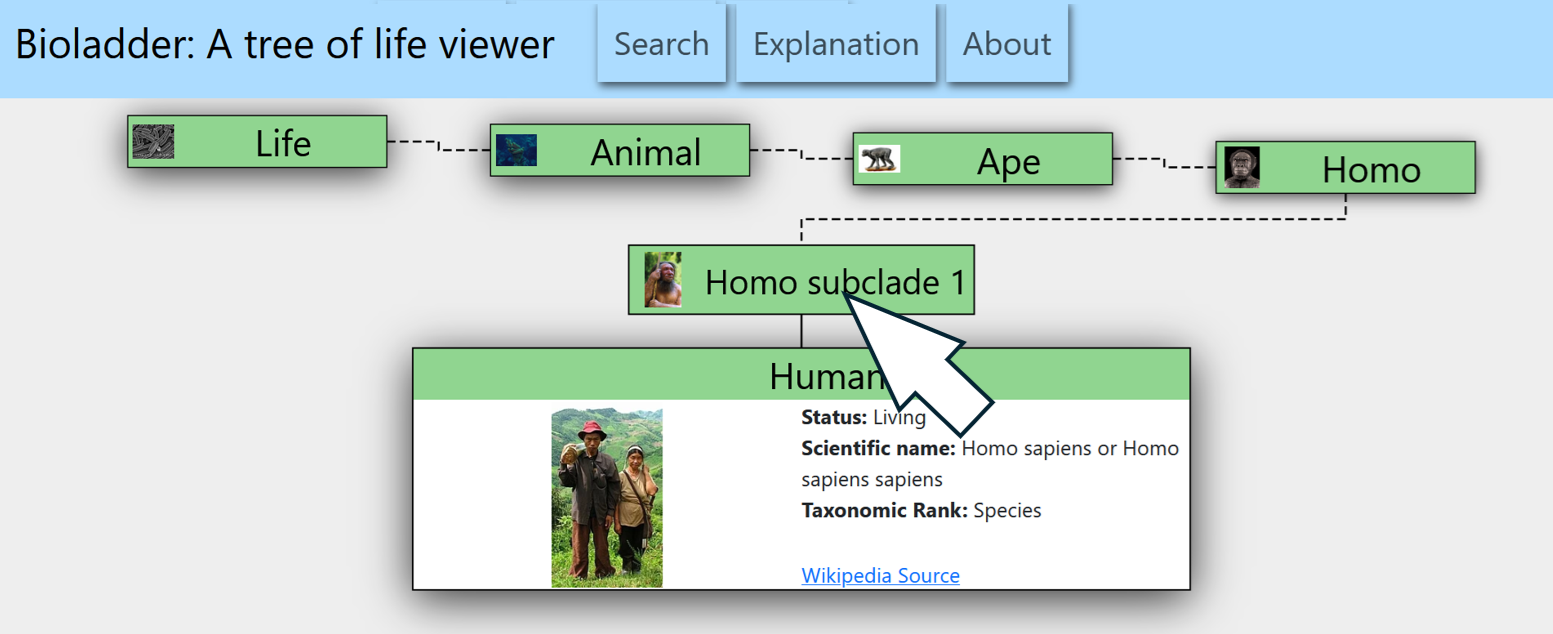 Bioladder: A tree of life viewer
Search
Explanation
About
Life
Animal
Ape
Homo
Homo subclade 1
Human
Status: Living
Scientific name: Homo sapiens or Homo
sapiens sapiens
Taxonomic Rank: Species
Wikipedia Source